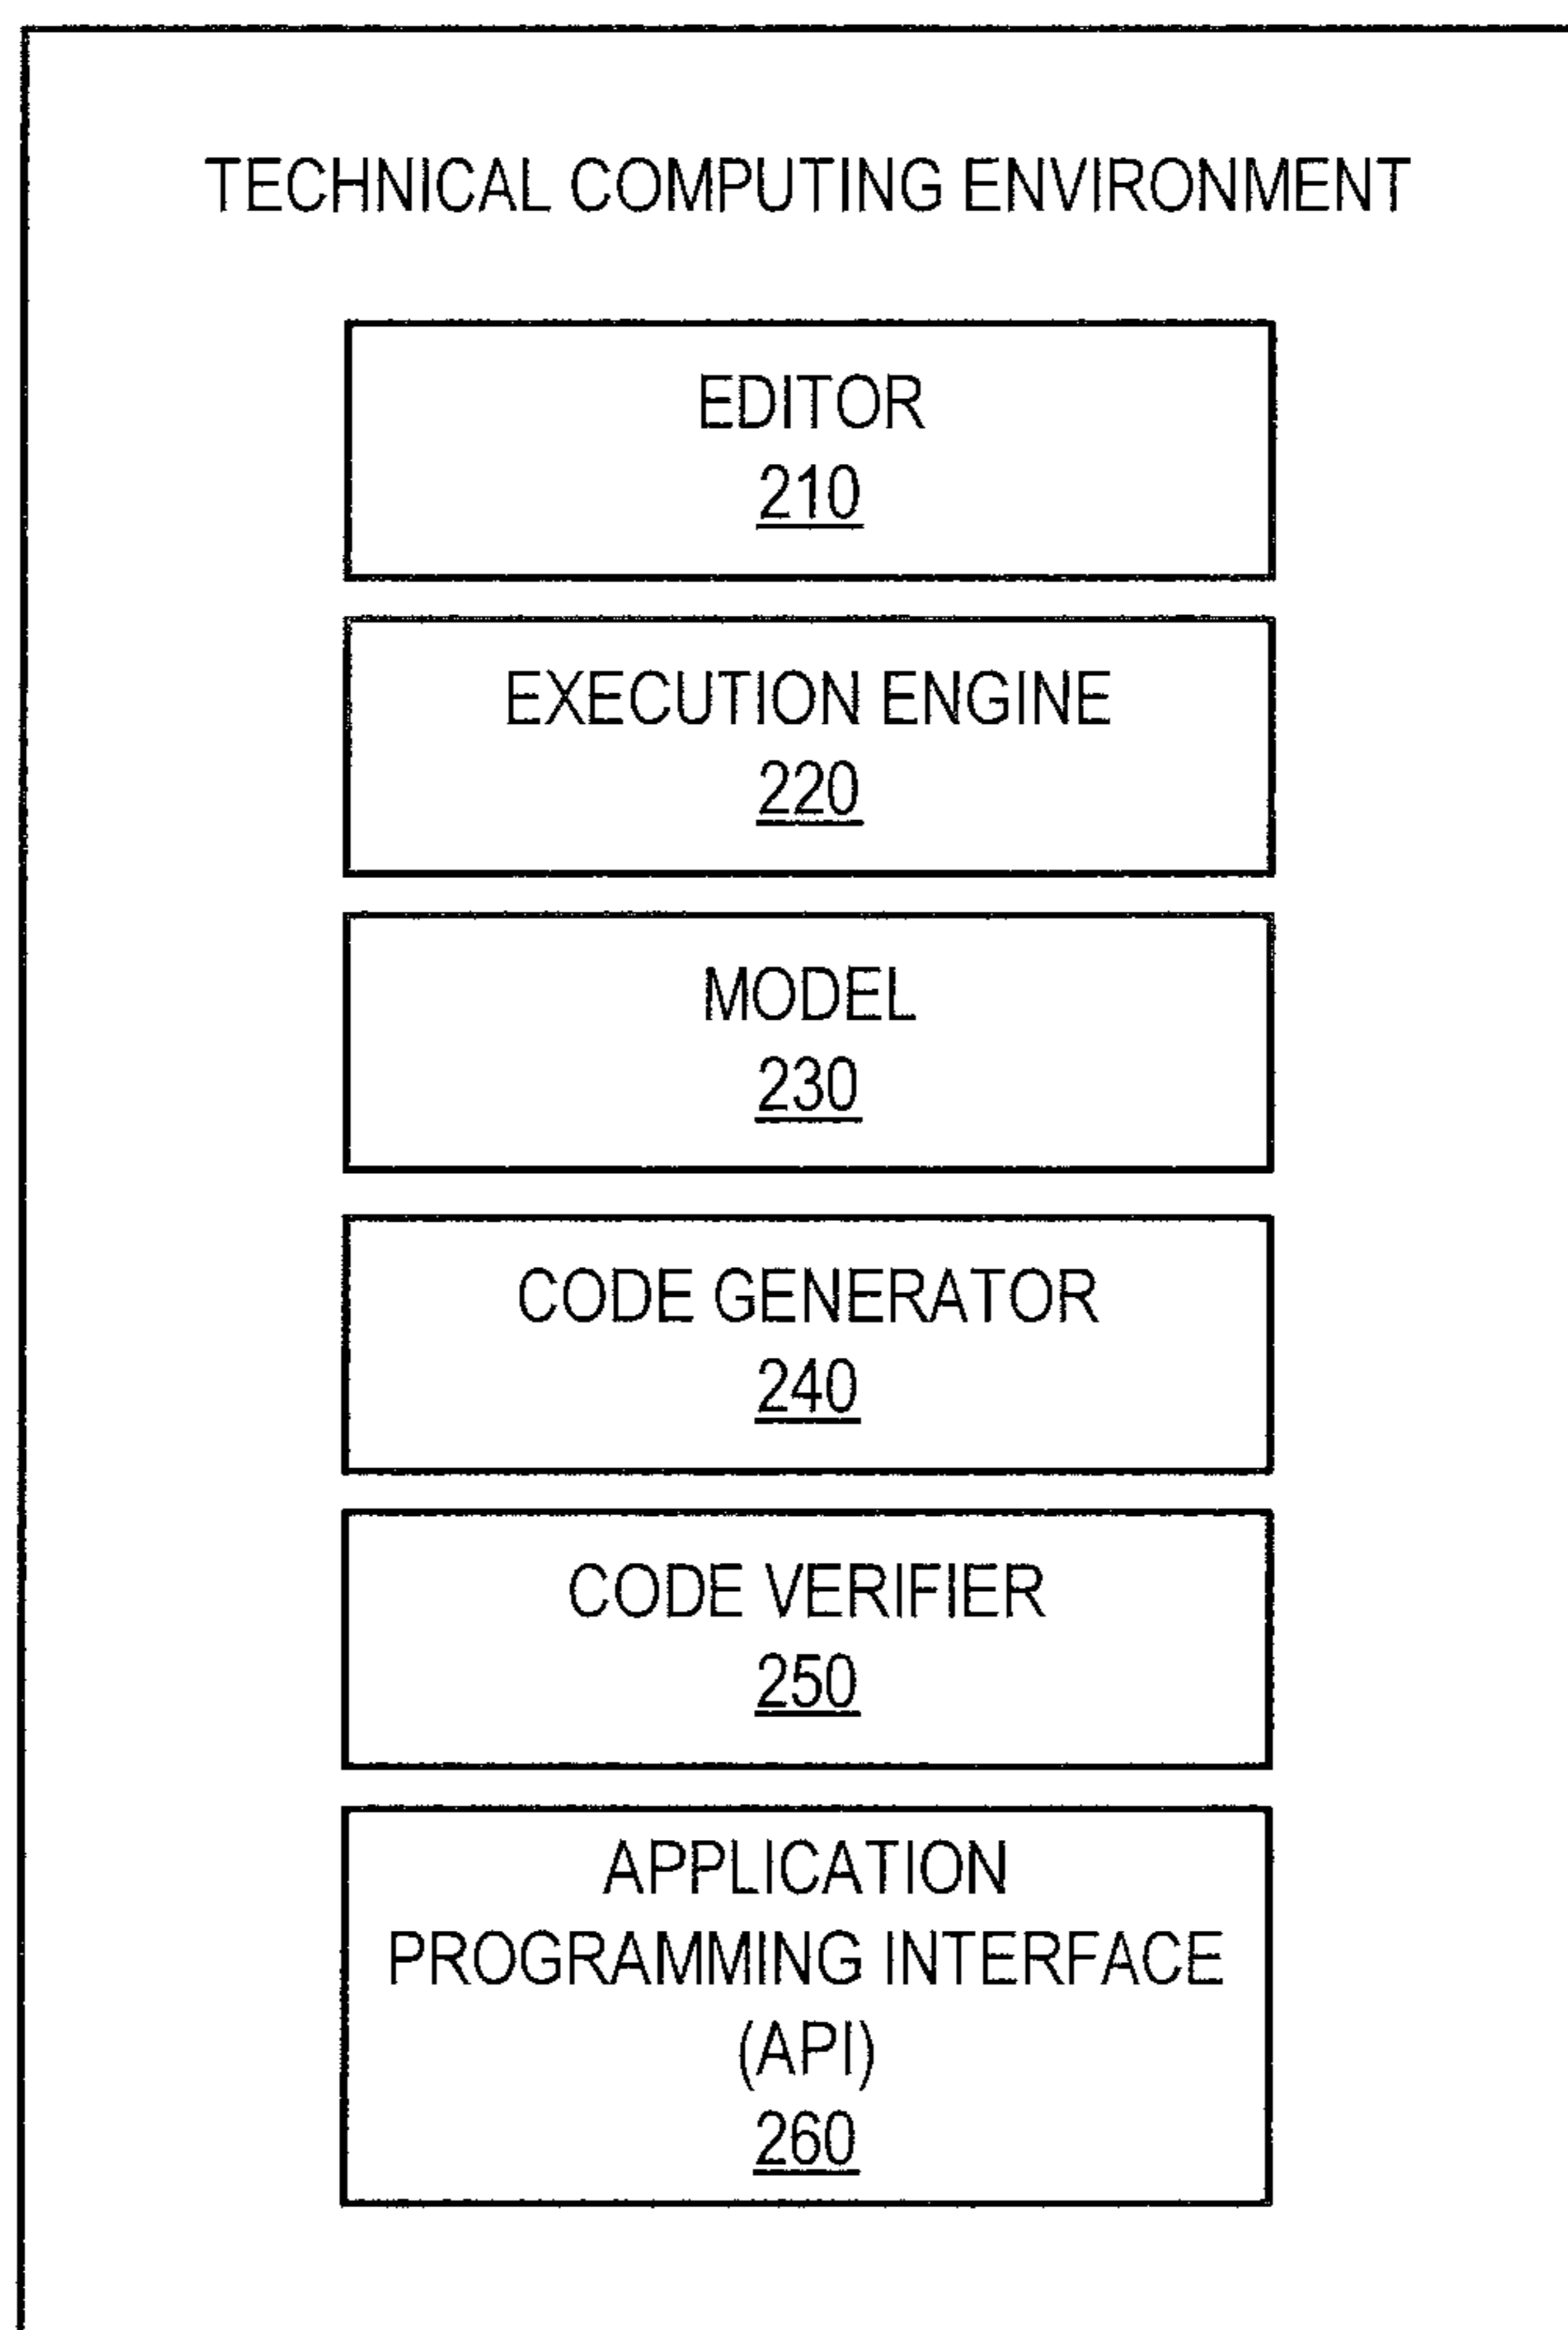 TECHNICAL COMPUTING ENVIRONMENT
EDITOR
210
EXECUTION ENGINE
220
MODEL
230
CODE GENERATOR
240
CODE VERIFIER
250
APPLICATION
PROGRAMMING INTERFACE
(API)
260